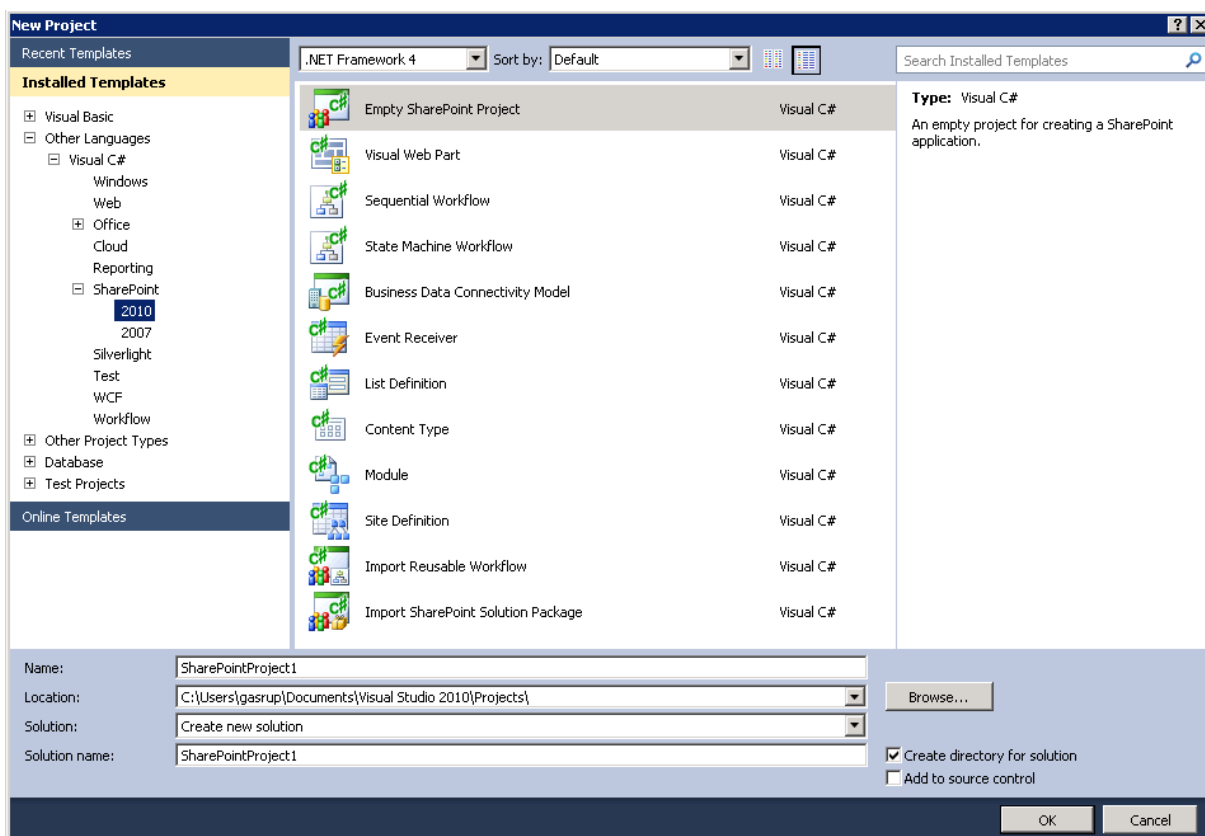 New Project
Recent Templates
Installed Templates
Visual Basic
Other Languages
Visual C#
Windows
Web
Office
Cloud
Reporting
SharePoint
2010
2007
Silverlight
Test
WCF
Workflow
Other Project Types
Database
Test Projects
Online Templates
.NET Framework 4 Sort by: Default
Empty SharePoint Project Visual C#
Visual Web Part Visual C#
Sequential Workflow Visual C#
State Machine Workflow Visual C#
Business Data Connectivity Model Visual C#
Event Receiver Visual C#
List Definition Visual C#
Content Type Visual C#
Module Visual C#
Site Definition Visual C#
Import Reusable Workflow Visual C#
Import SharePoint Solution Package Visual C#
Search Installed Templates
Type: Visual C#
An empty project for creating a SharePoint
application.
Name: SharePointProject1
Location: C:\Users\gasrup\Documents\Visual Studio 2010\Projects\ Browse...
Solution: Create new solution
Solution name: SharePointProject1
Create directory for solution
Add to source control
OK Cancel